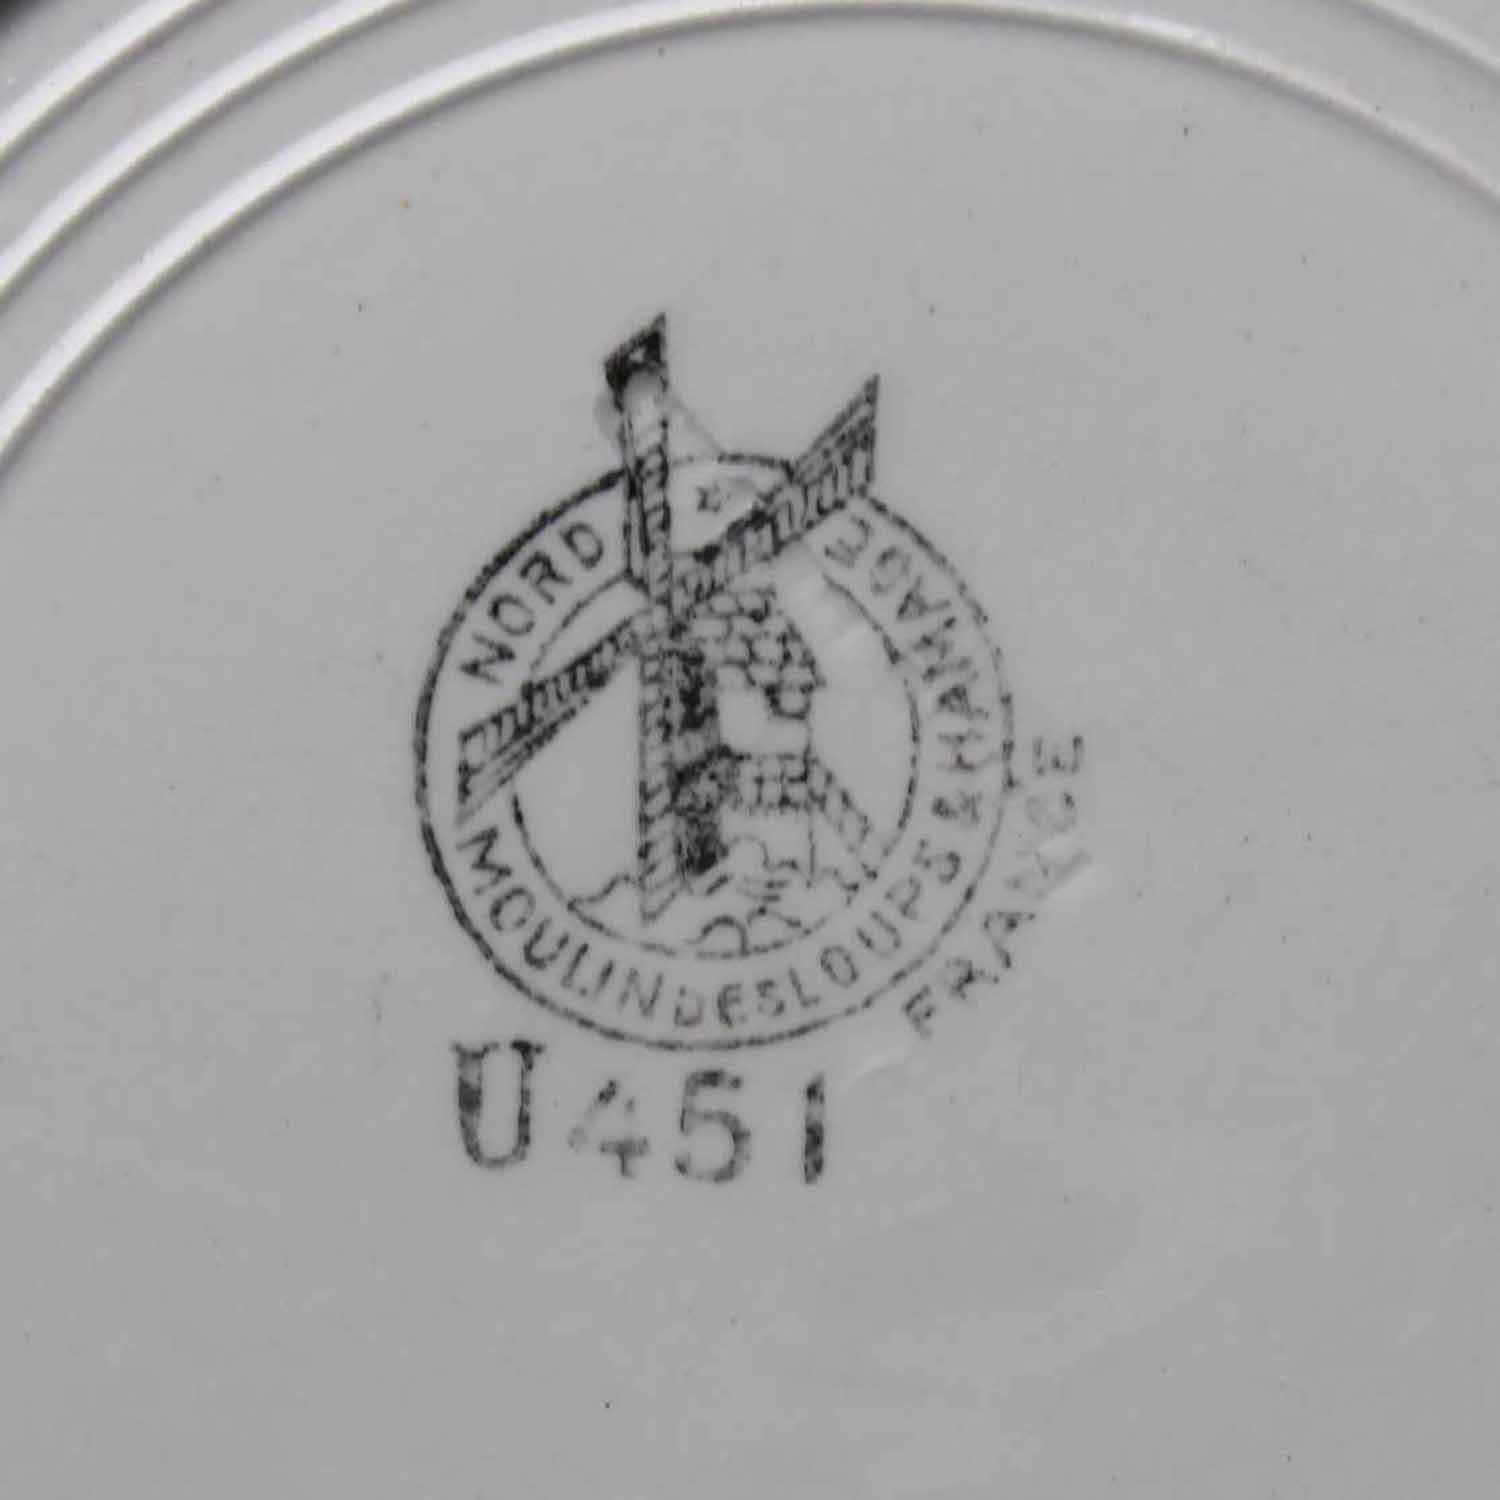 NORD
MOULIN DES LOUPS & HAMAGE
FRANCE
U451